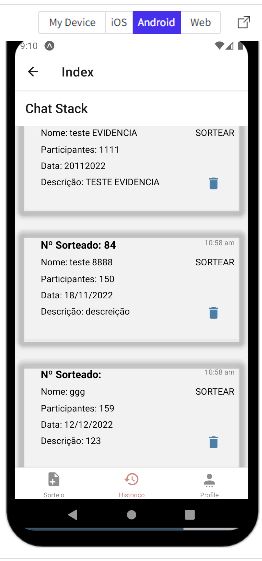 My Device iOS Android Web
9:10
Index
Chat Stack
Nome: teste EVIDENCIA SORTEAR
Participantes: 1111
Data: 20112022
Descrição: TESTE EVIDENCIA
Nº Sorteado: 84 10:58 am
Nome: teste 8888 SORTEAR
Participantes: 150
Data: 18/11/2022
Descrição: descreição
Nº Sorteado: 10:58 am
Nome: ggg SORTEAR
Participantes: 159
Data: 12/12/2022
Descrição: 123
Sorteio Historico Profile